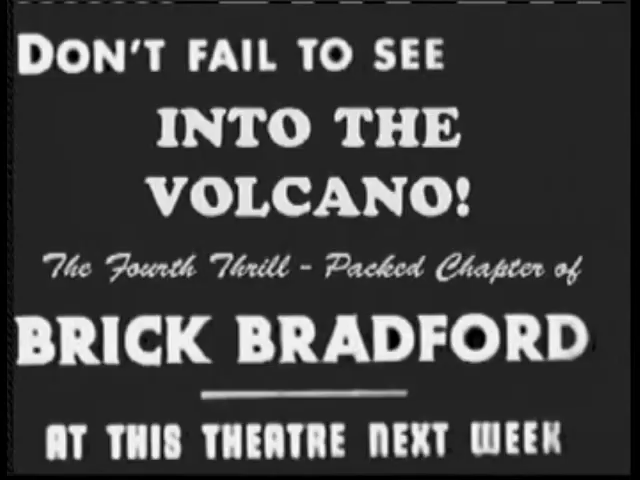 DON'T FAIL TO SEE
INTO THE
VOLCANO!
The Fourth Thrill - Packed Chapter of
BRICK BRADFORD
AT THIS THEATRE NEXT WEEK